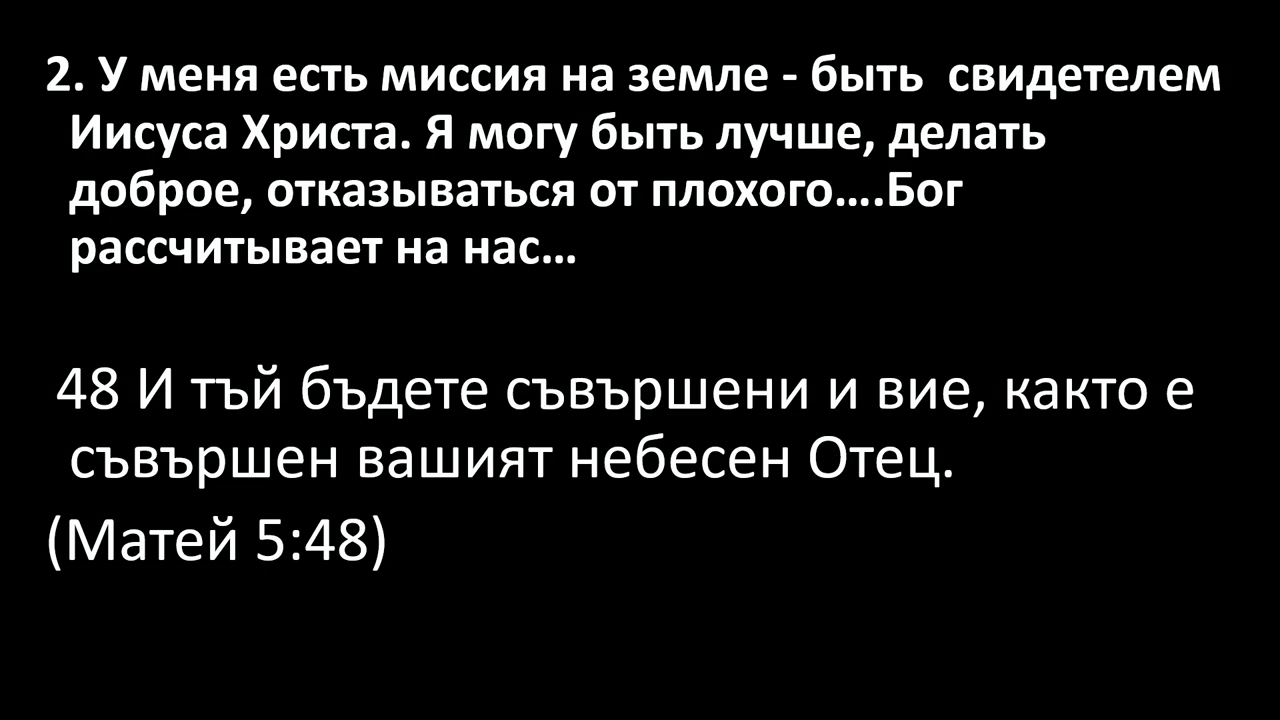 2. У меня есть миссия на земле - быть  свидетелем
Иисуса Христа. Я могу быть лучше, делать
доброе, отказываться от плохого....Бог
рассчитывает на нас...
48 И тъй бъдете съвършени и вие, както е
съвършен вашият небесен Отец.
(Матей 5:48)